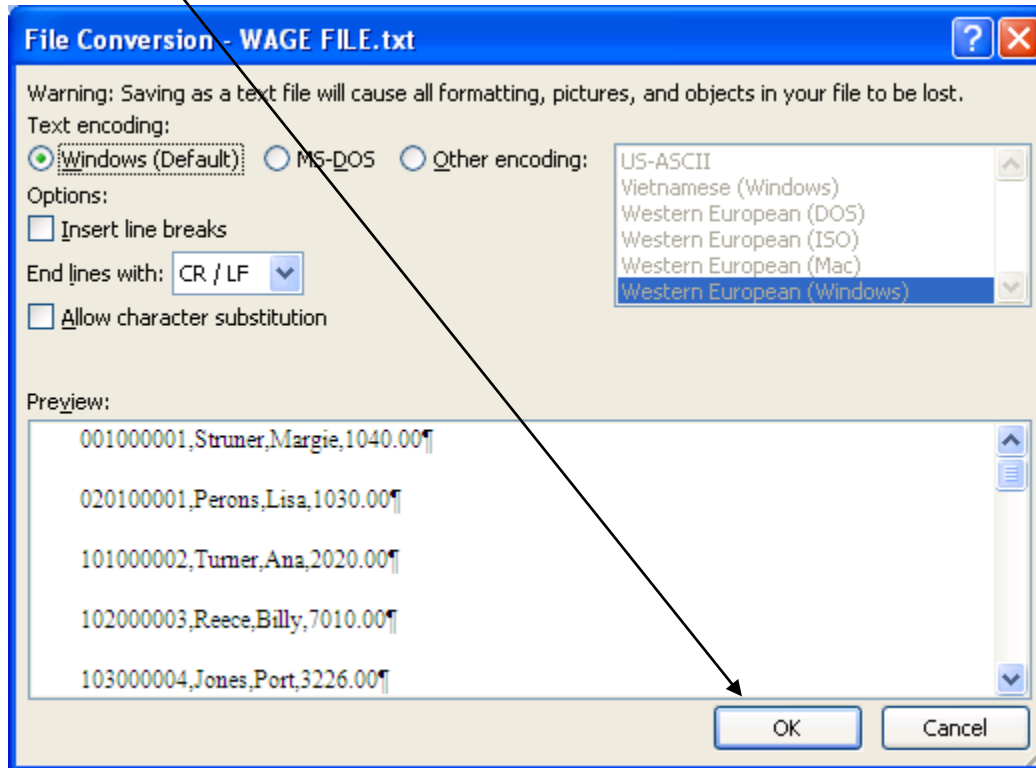 File Conversion - WAGE FILE.txt
Warning: Saving as a text file will cause all formatting, pictures, and objects in your file to be lost.
Text encoding:
Windows (Default) MS-DOS Other encoding:
US-ASCII
Vietnamese (Windows)
Western European (DOS)
Western European (ISO)
Western European (Mac)
Western European (Windows)
Options:
Insert line breaks
End lines with: CR / LF
Allow character substitution
Preview:
001000001,Struner,Margie,1040.00¶
020100001,Perons,Lisa,1030.00¶
101000002,Turner,Ana,2020.00¶
102000003,Reece,Billy,7010.00¶
103000004,Jones,Port,3226.00¶
OK Cancel